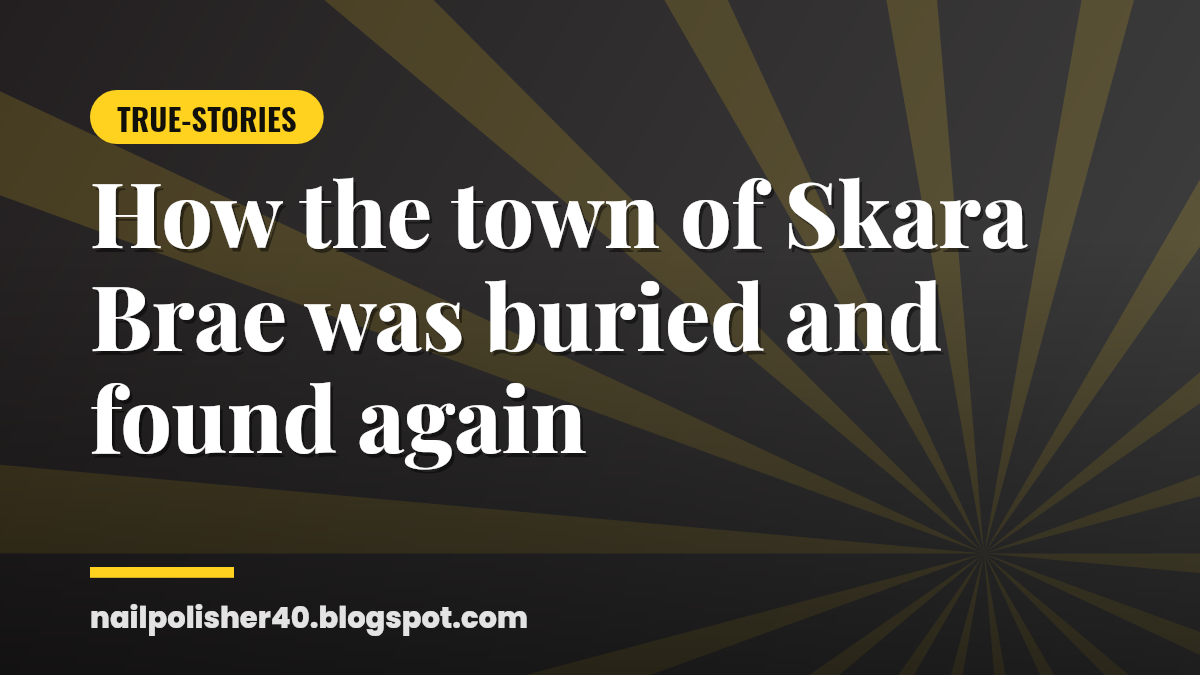 TRUE-STORIES
How the town of Skara
Brae was buried and
found again
nailpolisher40.blogspot.com